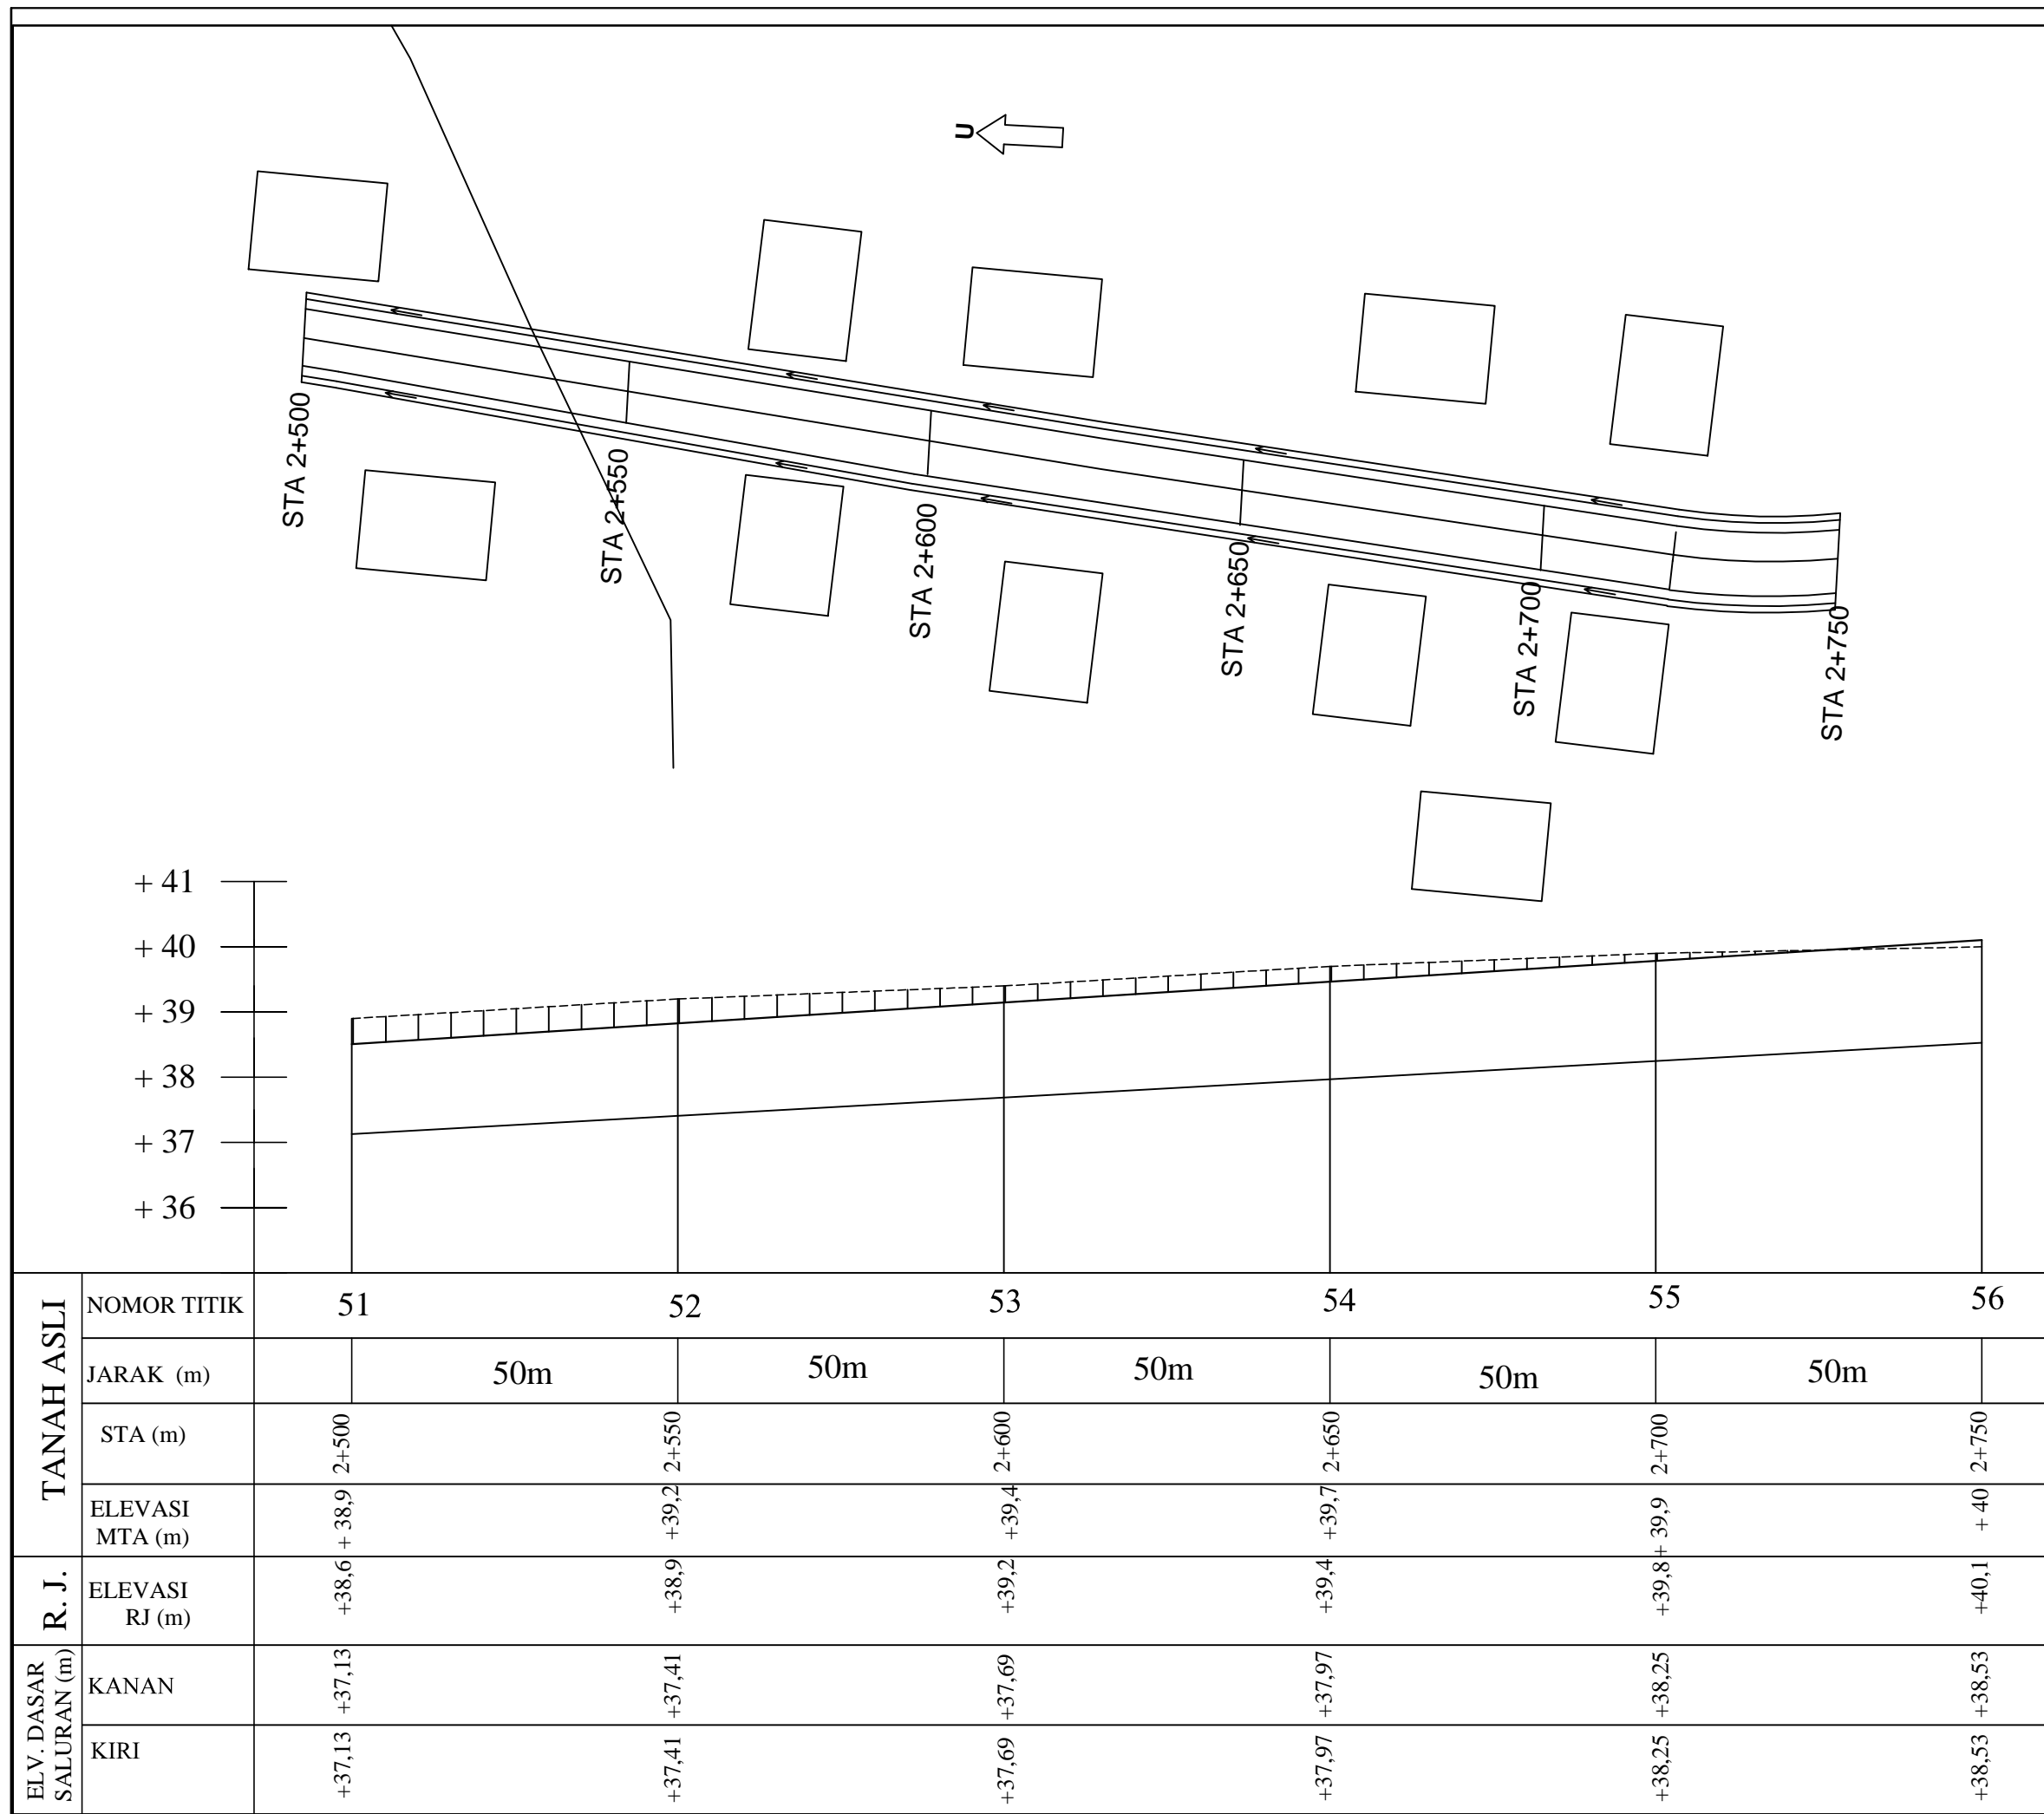 U
STA 2+500
STA 2+550
STA 2+600
STA 2+650
STA 2+700
STA 2+750
+ 41
+ 40
+ 39
+ 38
+ 37
+ 36
TANAH ASLI
NOMOR TITIK 51 52 53 54 55 56
JARAK (m) 50m 50m 50m 50m 50m
STA (m) 2+500 2+550 2+600 2+650 2+700 2+750
ELEVASI
MTA (m) + 38,9 +39,2 +39,4 +39,7 + 39,9 + 40
R. J.
ELEVASI
RJ (m) +38,6 +38,9 +39,2 +39,4 +39,8 +40,1
ELV. DASAR
SALURAN (m)
KANAN +37,13 +37,41 +37,69 +37,97 +38,25 +38,53
KIRI +37,13 +37,41 +37,69 +37,97 +38,25 +38,53